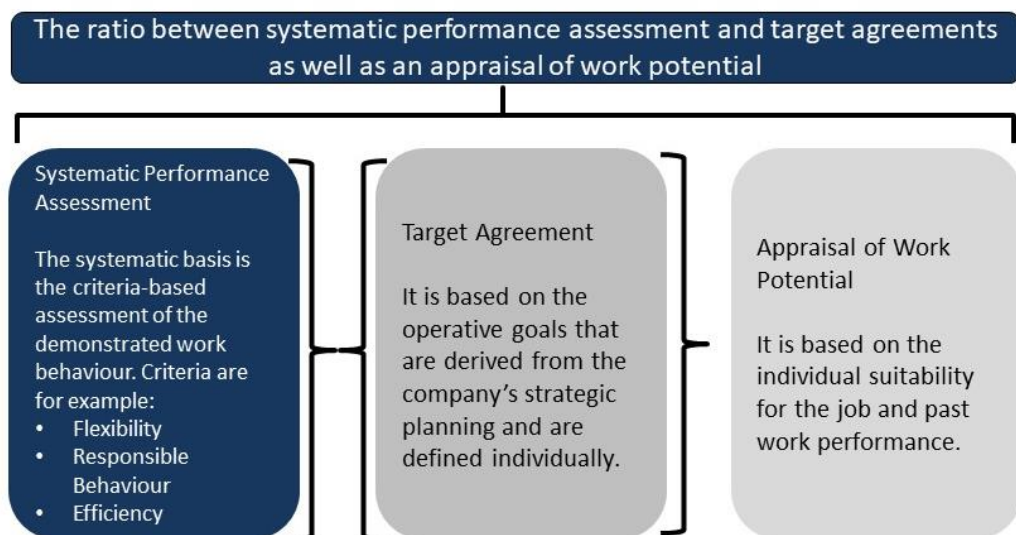 The ratio between systematic performance assessment and target agreements
as well as an appraisal of work potential
Systematic Performance
Assessment
The systematic basis is
the criteria-based
assessment of the
demonstrated work
behaviour. Criteria are
for example:
• Flexibility
• Responsible
Behaviour
• Efficiency
Target Agreement
It is based on the
operative goals that
are derived from the
company’s strategic
planning and are
defined individually.
Appraisal of Work
Potential
It is based on the
individual suitability
for the job and past
work performance.